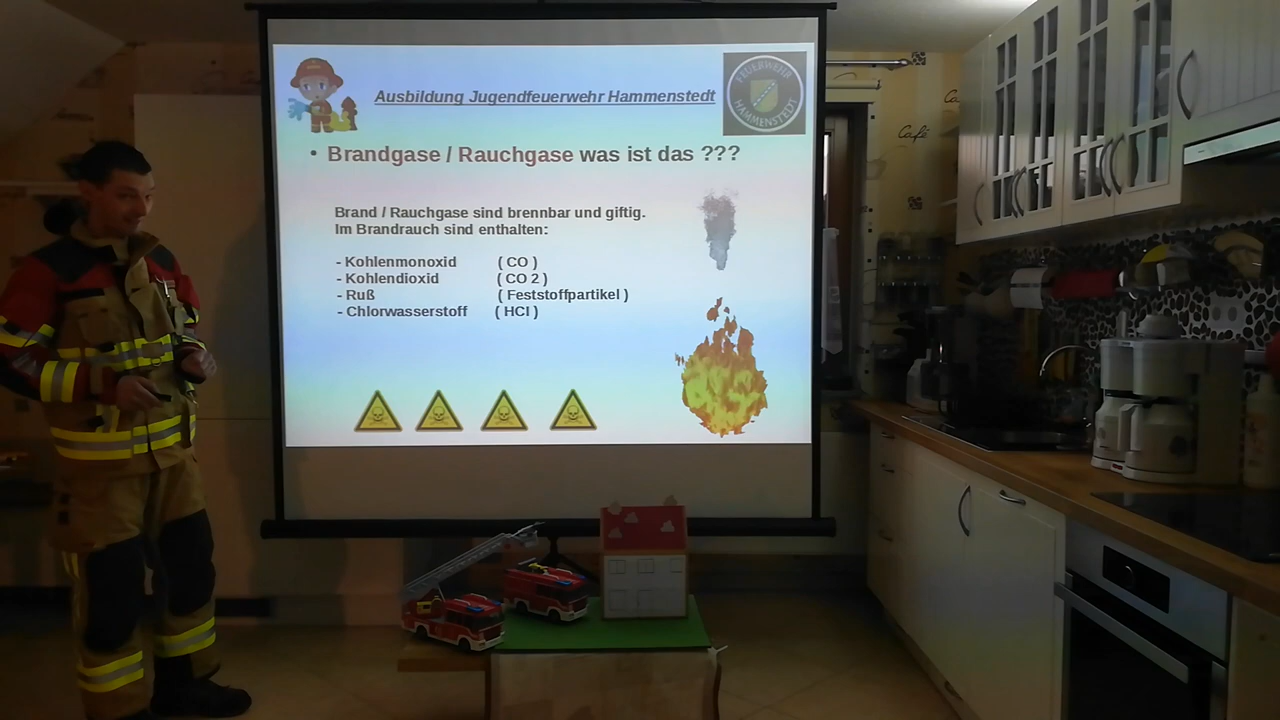 Ausbildung Jugendfeuerwehr Hammenstedt
FEUERWEHR
HAMMENSTEDT
• Brandgase / Rauchgase was ist das ???
Brand / Rauchgase sind brennbar und giftig.
Im Brandrauch sind enthalten:
- Kohlenmonoxid ( CO )
- Kohlendioxid ( CO 2 )
- Ruß ( Feststoffpartikel )
- Chlorwasserstoff ( HCl )
Café